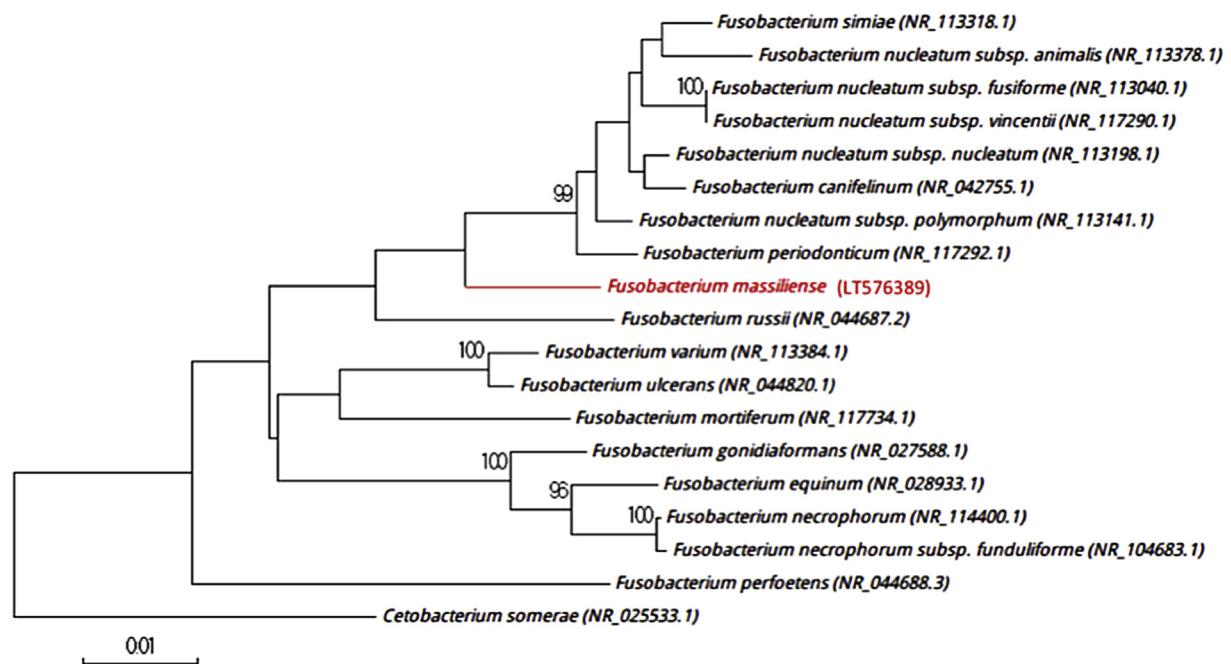 Fusobacterium simiae (NR_113318.1)
Fusobacterium nucleatum subsp. animalis (NR_113378.1)
100
Fusobacterium nucleatum subsp. fusiforme (NR_113040.1)
Fusobacterium nucleatum subsp. vincentii (NR_117290.1)
Fusobacterium nucleatum subsp. nucleatum (NR_113198.1)
99
Fusobacterium canifelinum (NR_042755.1)
Fusobacterium nucleatum subsp. polymorphum (NR_113141.1)
Fusobacterium periodonticum (NR_117292.1)
Fusobacterium massiliense (LT576389)
Fusobacterium russii (NR_044687.2)
100
Fusobacterium varium (NR_113384.1)
Fusobacterium ulcerans (NR_044820.1)
Fusobacterium mortiferum (NR_117734.1)
100
Fusobacterium gonidiaformans (NR_027588.1)
96
Fusobacterium equinum (NR_028933.1)
100
Fusobacterium necrophorum (NR_114400.1)
Fusobacterium necrophorum subsp. funduliforme (NR_104683.1)
Fusobacterium perfoetens (NR_044688.3)
Cetobacterium somerae (NR_025533.1)
0.01